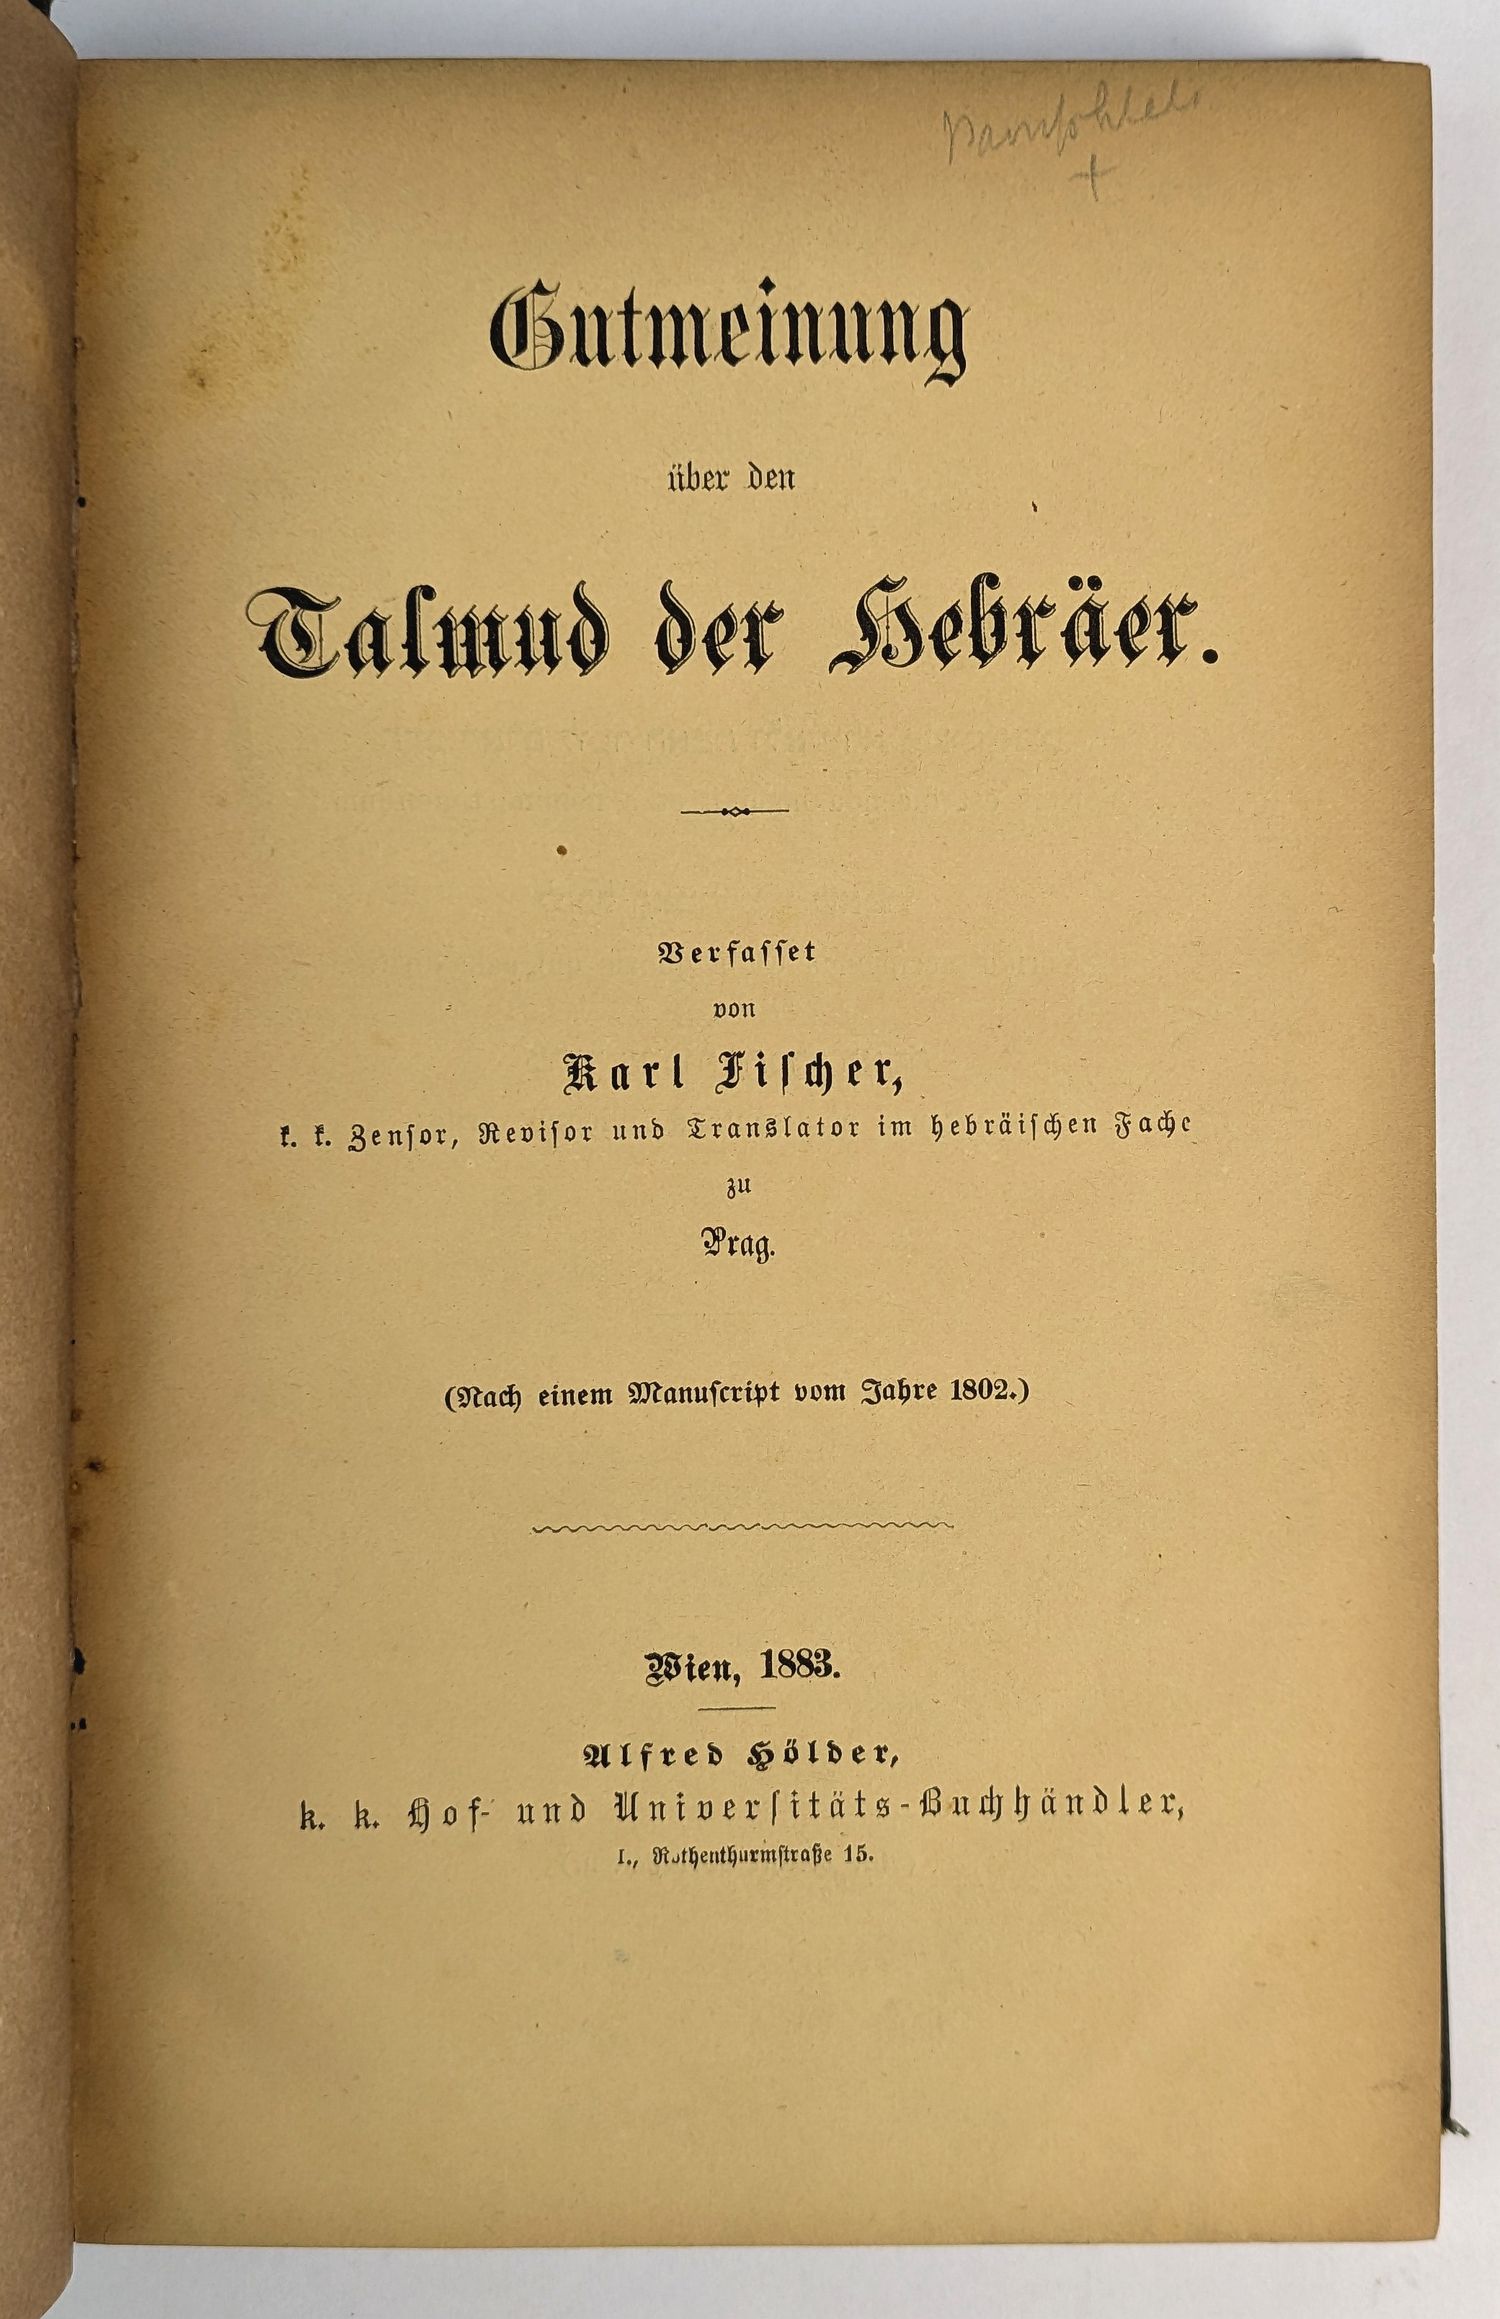 Gutmeinung
über den
Talmud der Hebräer.
Verfasset
von
Karl Fischer,
k. k. Zensor, Revisor und Translator im hebräischen Fache
zu
Prag.
(Nach einem Manuscript vom Jahre 1802.)
Wien, 1883.
Alfred Hölder,
k. k. Hof- und Universitäts-Buchhändler,
I., Rothenthurmstraße 15.